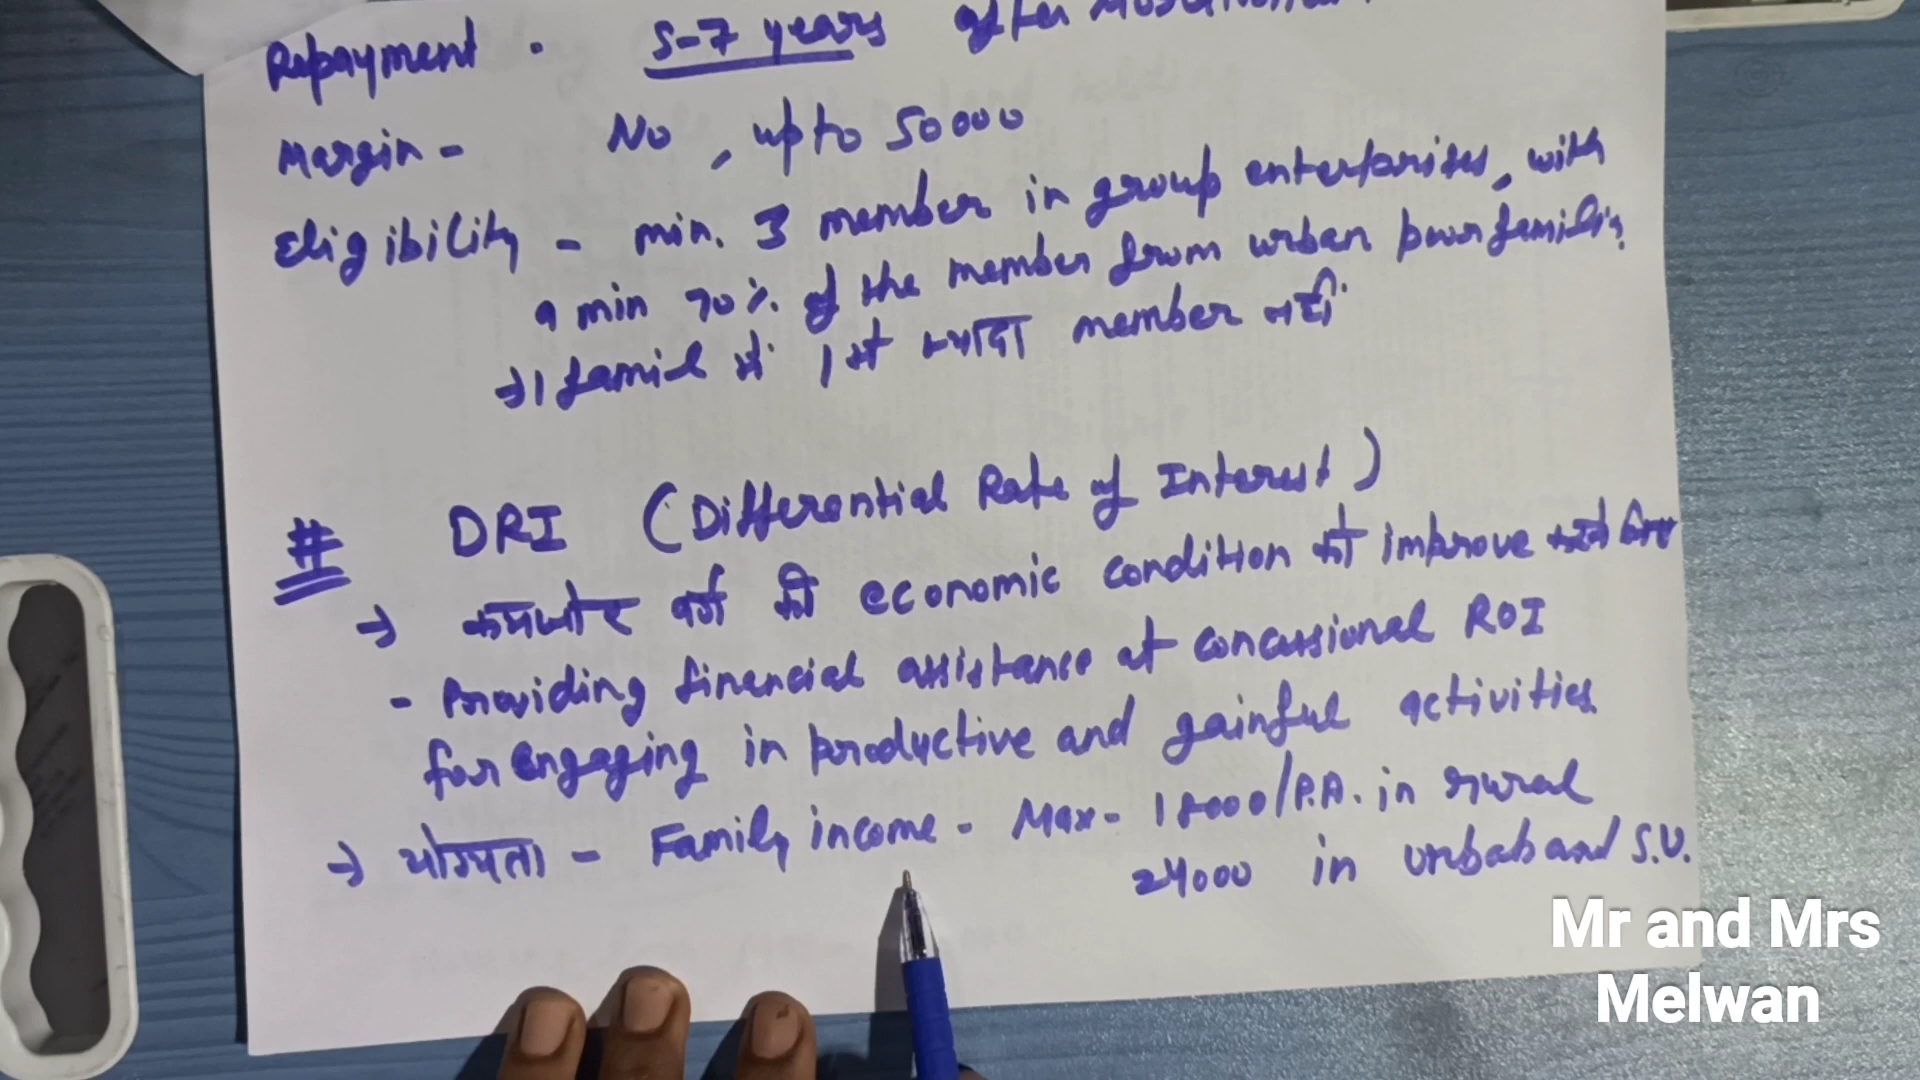 Repayment - 5-7 years after
Margin - No, upto 50000
Eligibility - min. 3 member in group enterprises, with
a min 70% of the member from urban poor families
→ 1 family में 1 से ज्यादा member नहीं
# DRI (Differential Rate of Interest)
→ कमजोर वर्ग की economic condition को improve करने के लिए
- Providing financial assistance at concessional ROI
for engaging in productive and gainful activities
→ योग्यता - Family income - Max - 18000/P.A. in rural
24000 in urbab and S.U.
Mr and Mrs
Melwan